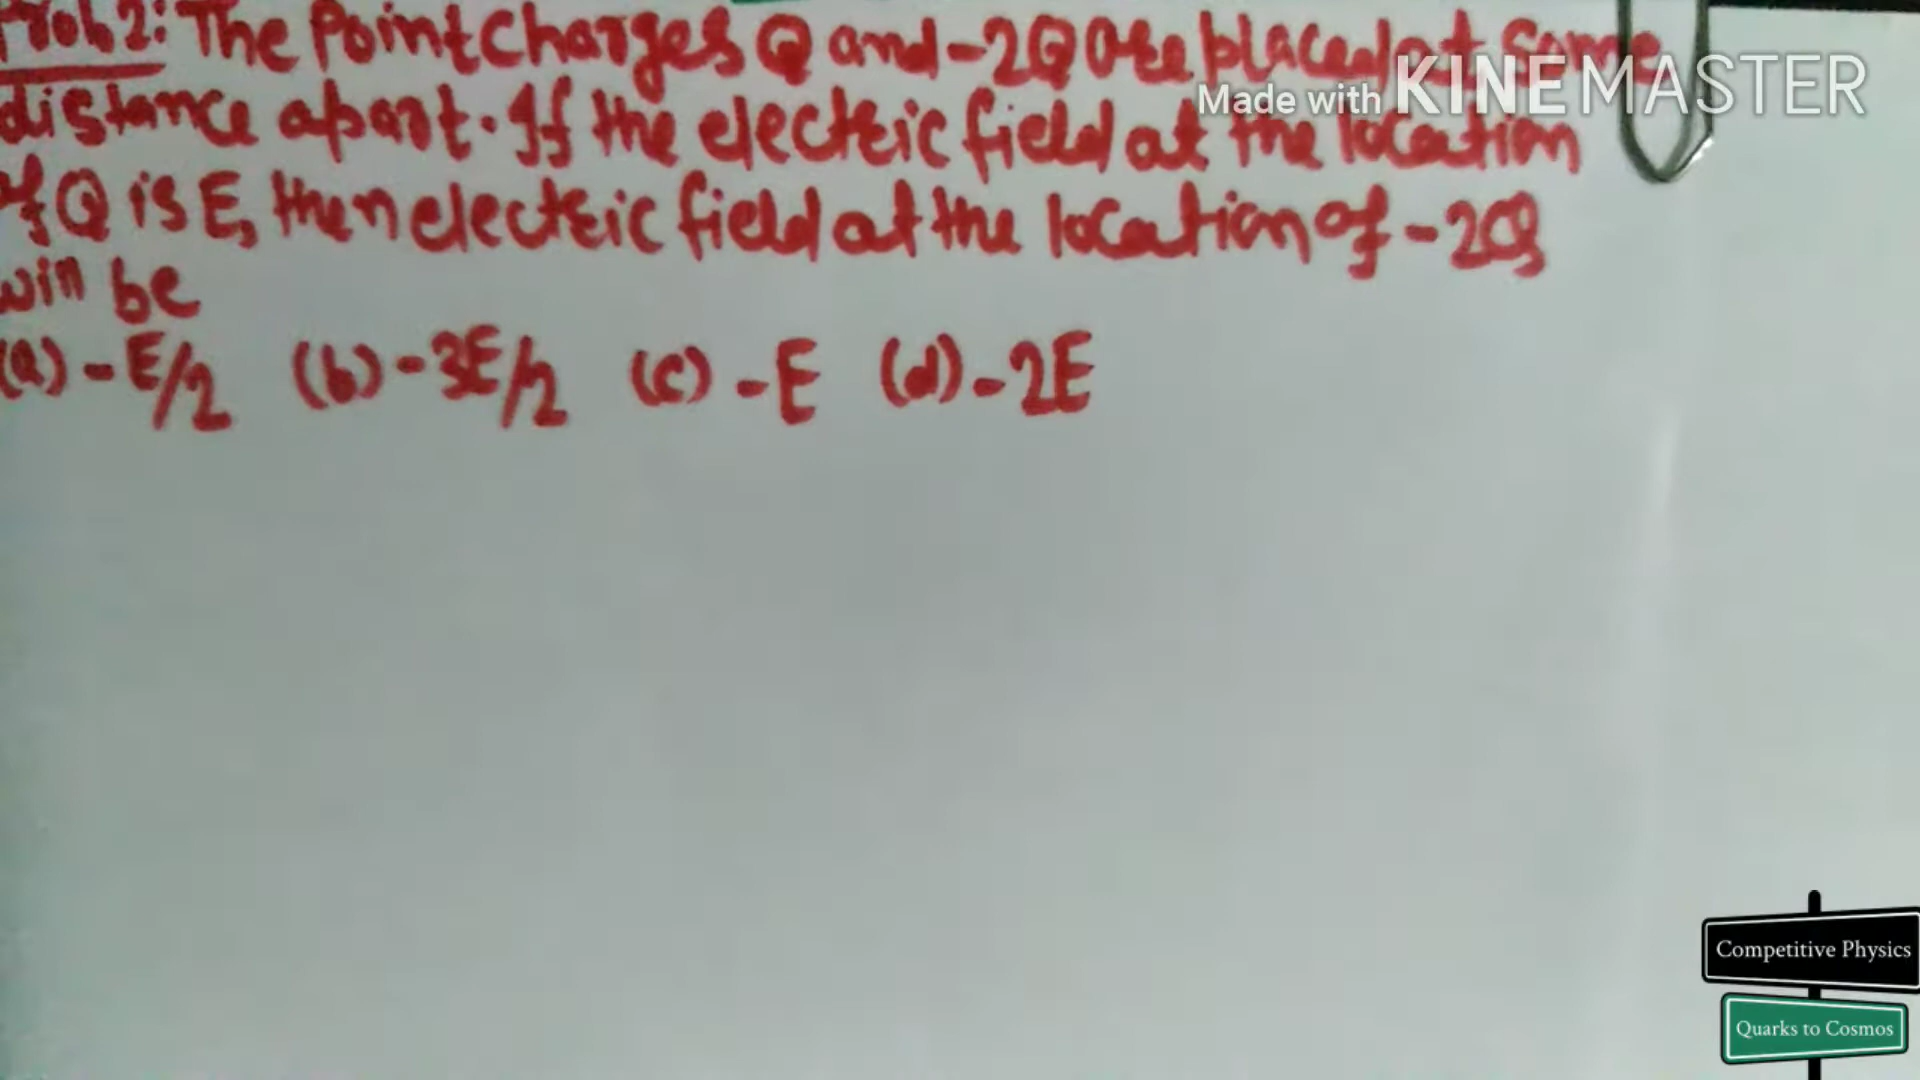 Prob 2: The Point Charges Q and -2Q are placed at some
distance apart. If the electric field at the location
of Q is E, then electric field at the location of -2Q
will be
(a) -E/2 (b) -3E/2 (c) -E (d) -2E
Made with KINEMASTER
Competitive Physics
Quarks to Cosmos